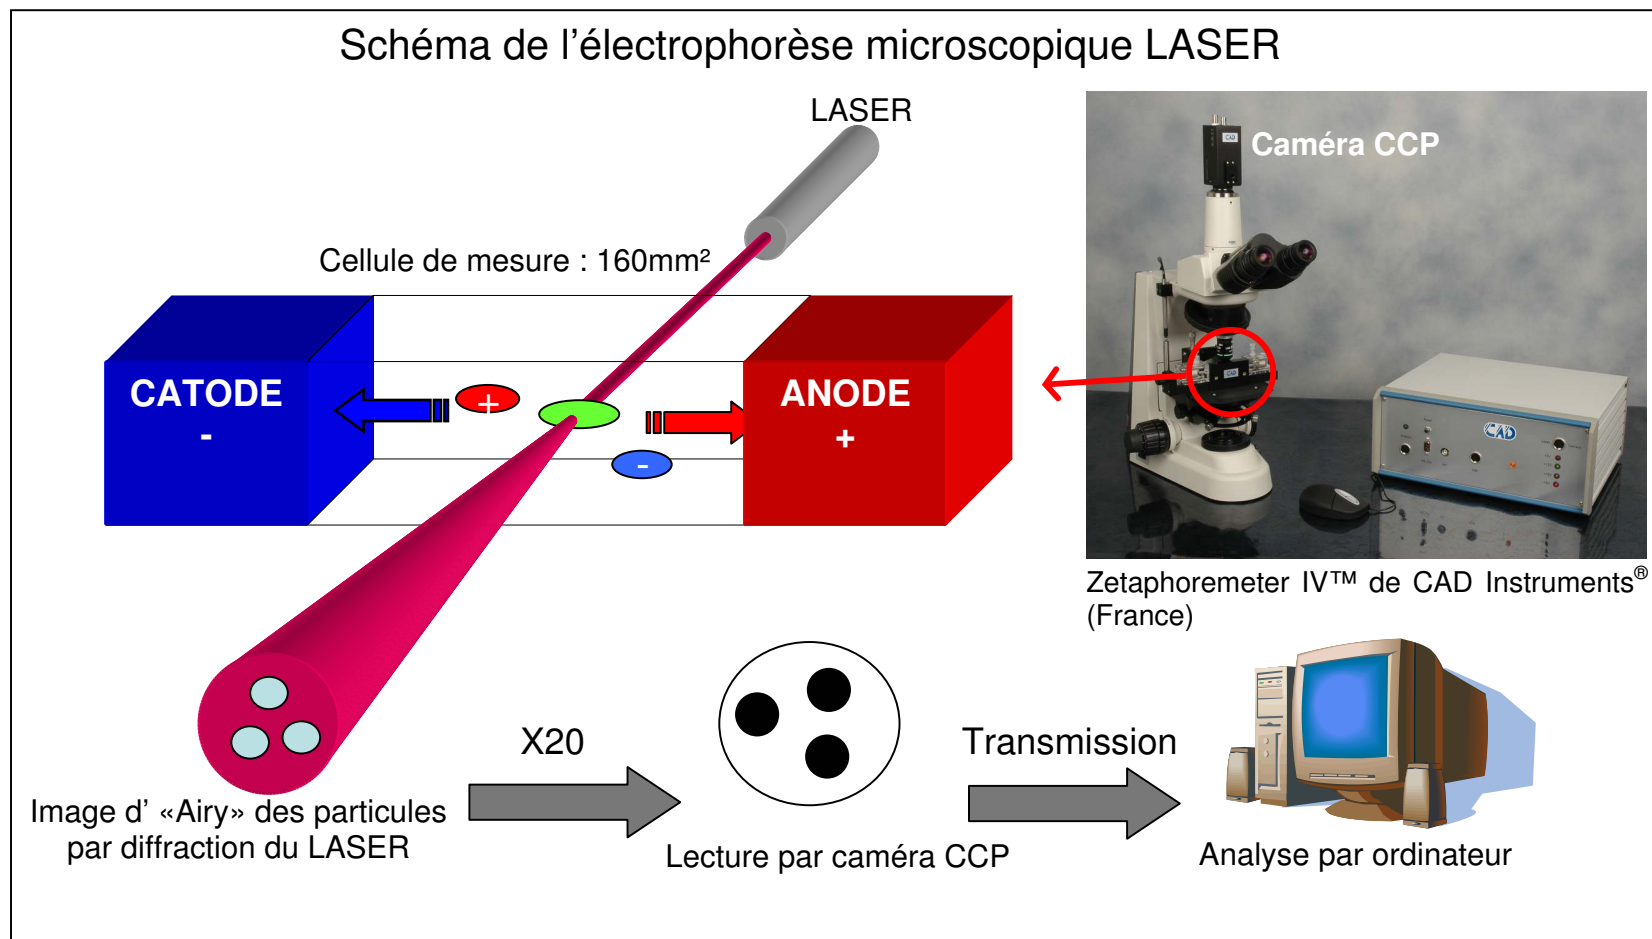 Schéma de l'électrophorèse microscopique LASER
LASER
Caméra CCP
CAD
Cellule de mesure : 160mm²
CATODE
-
+
-
ANODE
+
CAD
CAD
Zetaphoremeter IV™ de CAD Instruments®
(France)
X20
Transmission
Image d' «Airy» des particules
par diffraction du LASER
Lecture par caméra CCP
Analyse par ordinateur